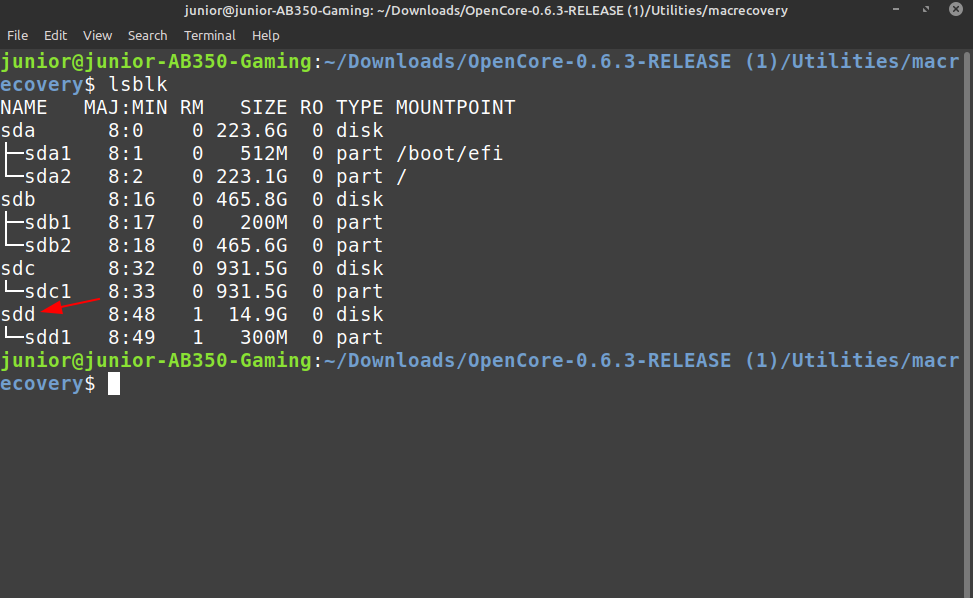 junior@junior-AB350-Gaming: ~/Downloads/OpenCore-0.6.3-RELEASE (1)/Utilities/macrecovery
File Edit View Search Terminal Help
junior@junior-AB350-Gaming:~/Downloads/OpenCore-0.6.3-RELEASE (1)/Utilities/macr
ecovery$ lsblk
NAME   MAJ:MIN RM   SIZE RO TYPE MOUNTPOINT
sda      8:0    0 223.6G  0 disk
├─sda1   8:1    0   512M  0 part /boot/efi
└─sda2   8:2    0 223.1G  0 part /
sdb      8:16   0 465.8G  0 disk
├─sdb1   8:17   0   200M  0 part
└─sdb2   8:18   0 465.6G  0 part
sdc      8:32   0 931.5G  0 disk
└─sdc1   8:33   0 931.5G  0 part
sdd      8:48   1  14.9G  0 disk
└─sdd1   8:49   1   300M  0 part
junior@junior-AB350-Gaming:~/Downloads/OpenCore-0.6.3-RELEASE (1)/Utilities/macr
ecovery$